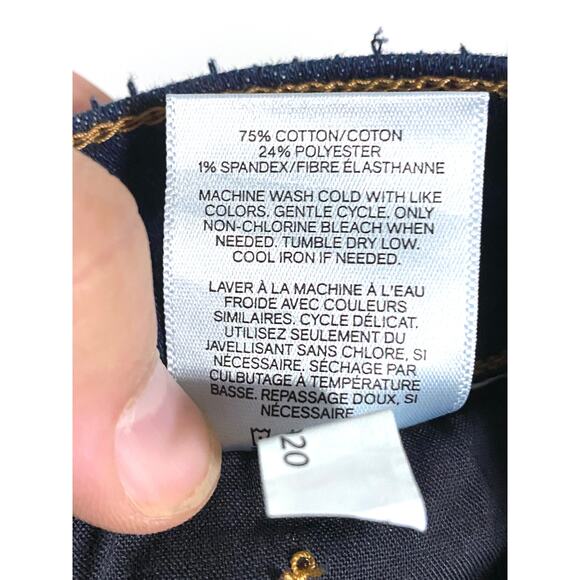 75% COTTON/COTON
24% POLYESTER
1% SPANDEX/FIBRE ÉLASTHANNE
MACHINE WASH COLD WITH LIKE
COLORS. GENTLE CYCLE. ONLY
NON-CHLORINE BLEACH WHEN
NEEDED. TUMBLE DRY LOW.
COOL IRON IF NEEDED.
LAVER À LA MACHINE À L'EAU
FROIDE AVEC COULEURS
SIMILAIRES. CYCLE DÉLICAT.
UTILISEZ SEULEMENT DU
JAVELLISANT SANS CHLORE, SI
NÉCESSAIRE. SÉCHAGE PAR
CULBUTAGE À TEMPÉRATURE
BASSE. REPASSAGE DOUX, SI
NÉCESSAIRE